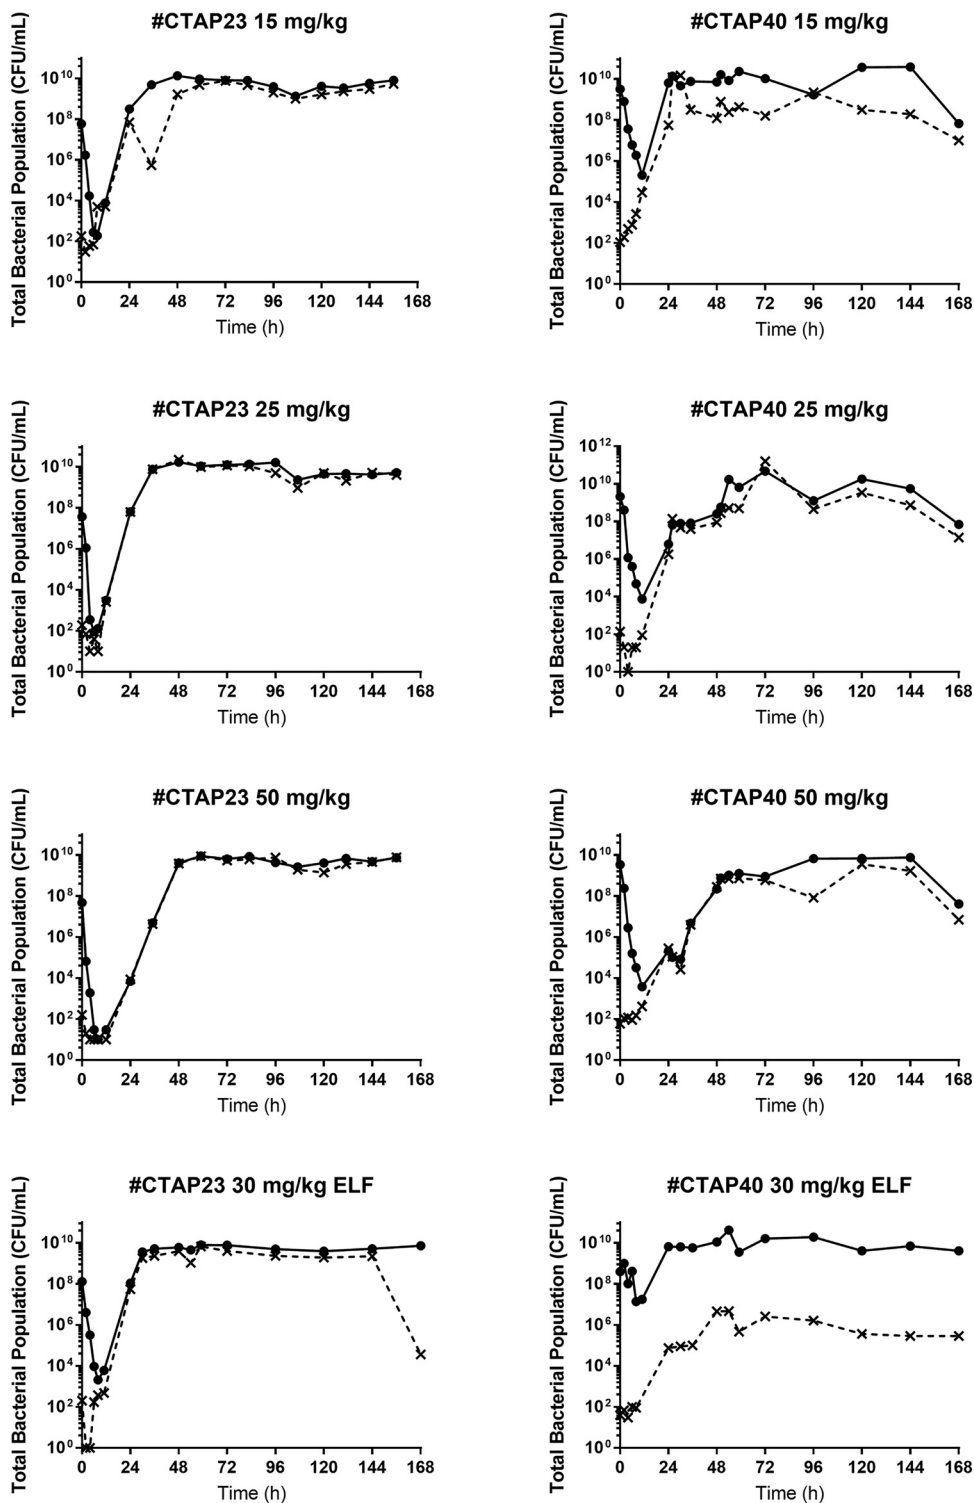 #CTAP23 15 mg/kg
Total Bacterial Population (CFU/mL)
10^10
10^8
10^6
10^4
10^2
10^0
0 24 48 72 96 120 144 168
Time (h)
#CTAP40 15 mg/kg
Total Bacterial Population (CFU/mL)
10^10
10^8
10^6
10^4
10^2
10^0
0 24 48 72 96 120 144 168
Time (h)
#CTAP23 25 mg/kg
Total Bacterial Population (CFU/mL)
10^10
10^8
10^6
10^4
10^2
10^0
0 24 48 72 96 120 144 168
Time (h)
#CTAP40 25 mg/kg
Total Bacterial Population (CFU/mL)
10^12
10^10
10^8
10^6
10^4
10^2
10^0
0 24 48 72 96 120 144 168
Time (h)
#CTAP23 50 mg/kg
Total Bacterial Population (CFU/mL)
10^10
10^8
10^6
10^4
10^2
10^0
0 24 48 72 96 120 144 168
Time (h)
#CTAP40 50 mg/kg
Total Bacterial Population (CFU/mL)
10^10
10^8
10^6
10^4
10^2
10^0
0 24 48 72 96 120 144 168
Time (h)
#CTAP23 30 mg/kg ELF
Total Bacterial Population (CFU/mL)
10^10
10^8
10^6
10^4
10^2
10^0
0 24 48 72 96 120 144 168
Time (h)
#CTAP40 30 mg/kg ELF
Total Bacterial Population (CFU/mL)
10^10
10^8
10^6
10^4
10^2
10^0
0 24 48 72 96 120 144 168
Time (h)